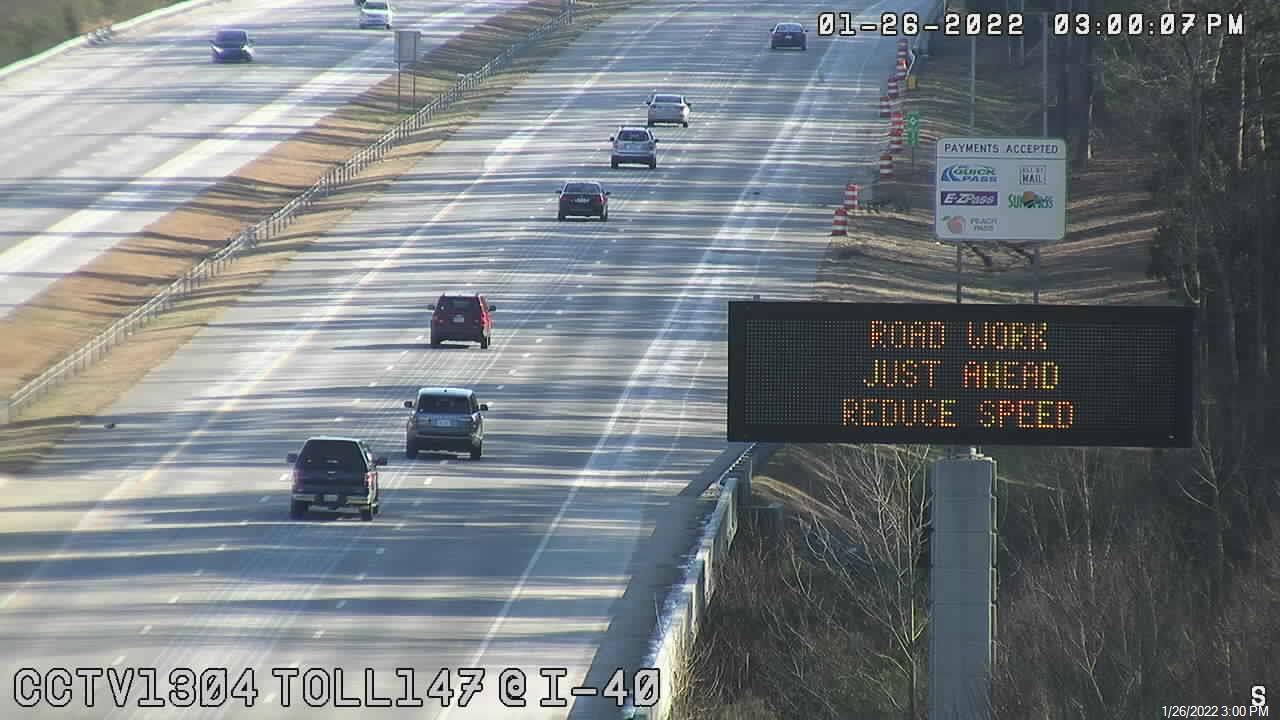 01-26-2022 03:00:07 PM
PAYMENTS ACCEPTED
QUICK PASS
BILL BY MAIL
E-ZPass
SUNPASS
PEACH PASS
ROAD WORK
JUST AHEAD
REDUCE SPEED
CCTV1304 TOLL147 @ I-40
S
1/26/2022 3:00 PM